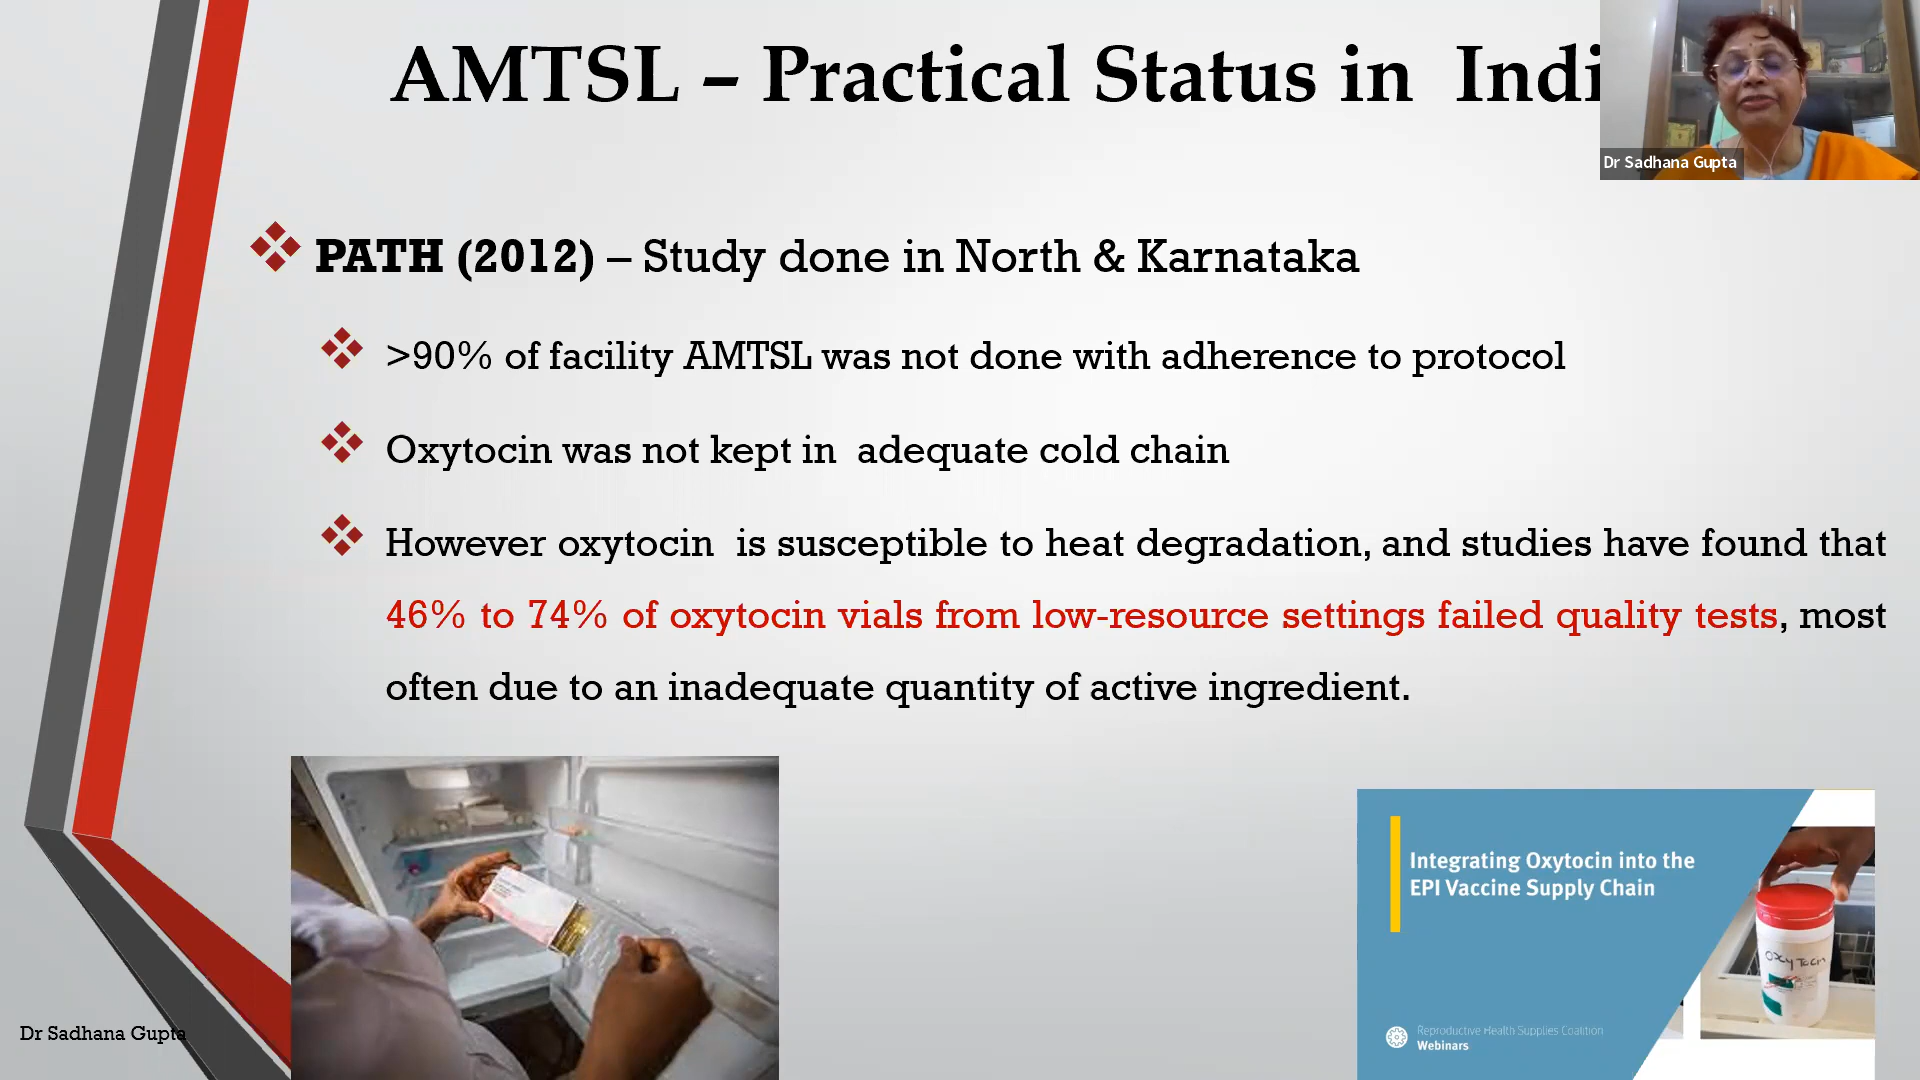 AMTSL – Practical Status in Indi
Dr Sadhana Gupta
PATH (2012) – Study done in North & Karnataka
>90% of facility AMTSL was not done with adherence to protocol
Oxytocin was not kept in adequate cold chain
However oxytocin is susceptible to heat degradation, and studies have found that
46% to 74% of oxytocin vials from low-resource settings failed quality tests, most
often due to an inadequate quantity of active ingredient.
Integrating Oxytocin into the
EPI Vaccine Supply Chain
Oxytocin
Reproductive Health Supplies Coalition
Webinars
Dr Sadhana Gupta